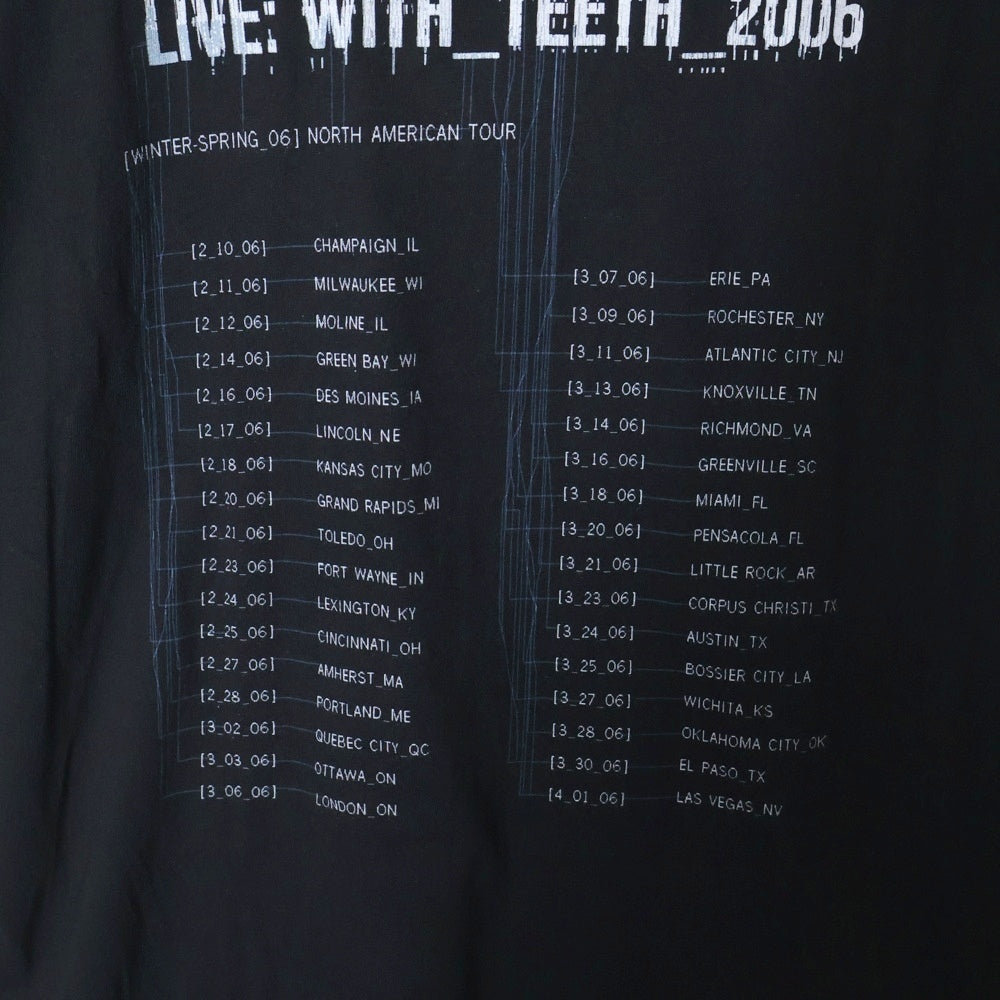 LIVE: WITH_TEETH_2006
[WINTER-SPRING_06] NORTH AMERICAN TOUR
[2_10_06] CHAMPAIGN_IL
[2_11_06] MILWAUKEE_WI
[2_12_06] MOLINE_IL
[2_14_06] GREEN BAY_WI
[2_16_06] DES MOINES_IA
[2_17_06] LINCOLN_NE
[2_18_06] KANSAS CITY_MO
[2_20_06] GRAND RAPIDS_MI
[2_21_06] TOLEDO_OH
[2_23_06] FORT WAYNE_IN
[2_24_06] LEXINGTON_KY
[2_25_06] CINCINNATI_OH
[2_27_06] AMHERST_MA
[2_28_06] PORTLAND_ME
[3_02_06] QUEBEC CITY_QC
[3_03_06] OTTAWA_ON
[3_06_06] LONDON_ON
[3_07_06] ERIE_PA
[3_09_06] ROCHESTER_NY
[3_11_06] ATLANTIC CITY_NJ
[3_13_06] KNOXVILLE_TN
[3_14_06] RICHMOND_VA
[3_16_06] GREENVILLE_SC
[3_18_06] MIAMI_FL
[3_20_06] PENSACOLA_FL
[3_21_06] LITTLE ROCK_AR
[3_23_06] CORPUS CHRISTI_TX
[3_24_06] AUSTIN_TX
[3_25_06] BOSSIER CITY_LA
[3_27_06] WICHITA_KS
[3_28_06] OKLAHOMA CITY_OK
[3_30_06] EL PASO_TX
[4_01_06] LAS VEGAS_NV